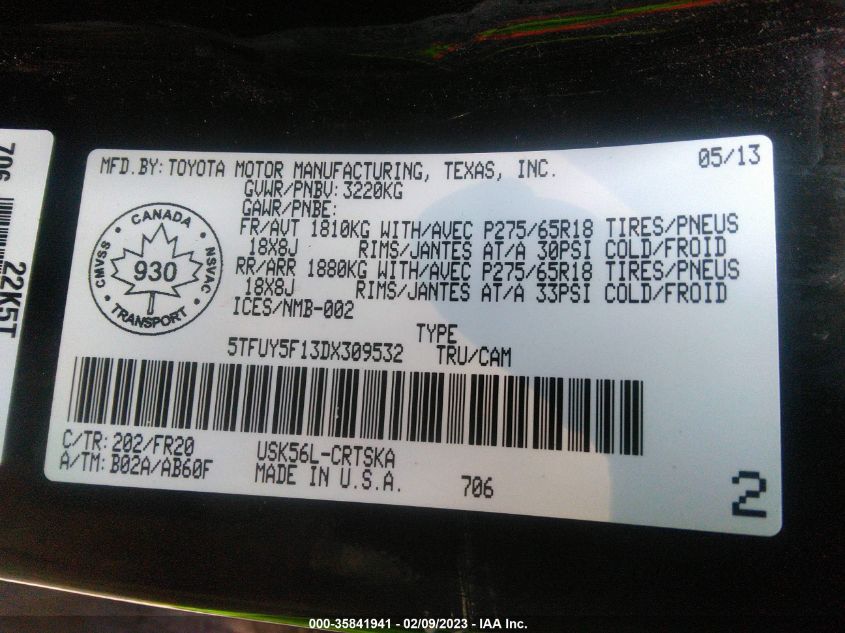 MFD.BY: TOYOTA MOTOR MANUFACTURING, TEXAS, INC. 05/13
GVWR/PNBV: 3220KG
GAWR/PNBE:
FR/AVT 1810KG WITH/AVEC P275/65R18 TIRES/PNEUS
18X8J RIMS/JANTES AT/A 30PSI COLD/FROID
RR/ARR 1880KG WITH/AVEC P275/65R18 TIRES/PNEUS
18X8J RIMS/JANTES AT/A 33PSI COLD/FROID
ICES/NMB-002
CANADA
CMVSS 930 NSVAC
TRANSPORT
TYPE
5TFUY5F13DX309532 TRU/CAM
C/TR: 202/FR20 USK56L-CRTSKA
A/TM: B02A/AB60F MADE IN U.S.A. 706
2
706
22K5T
000-35841941 - 02/09/2023 - IAA Inc.